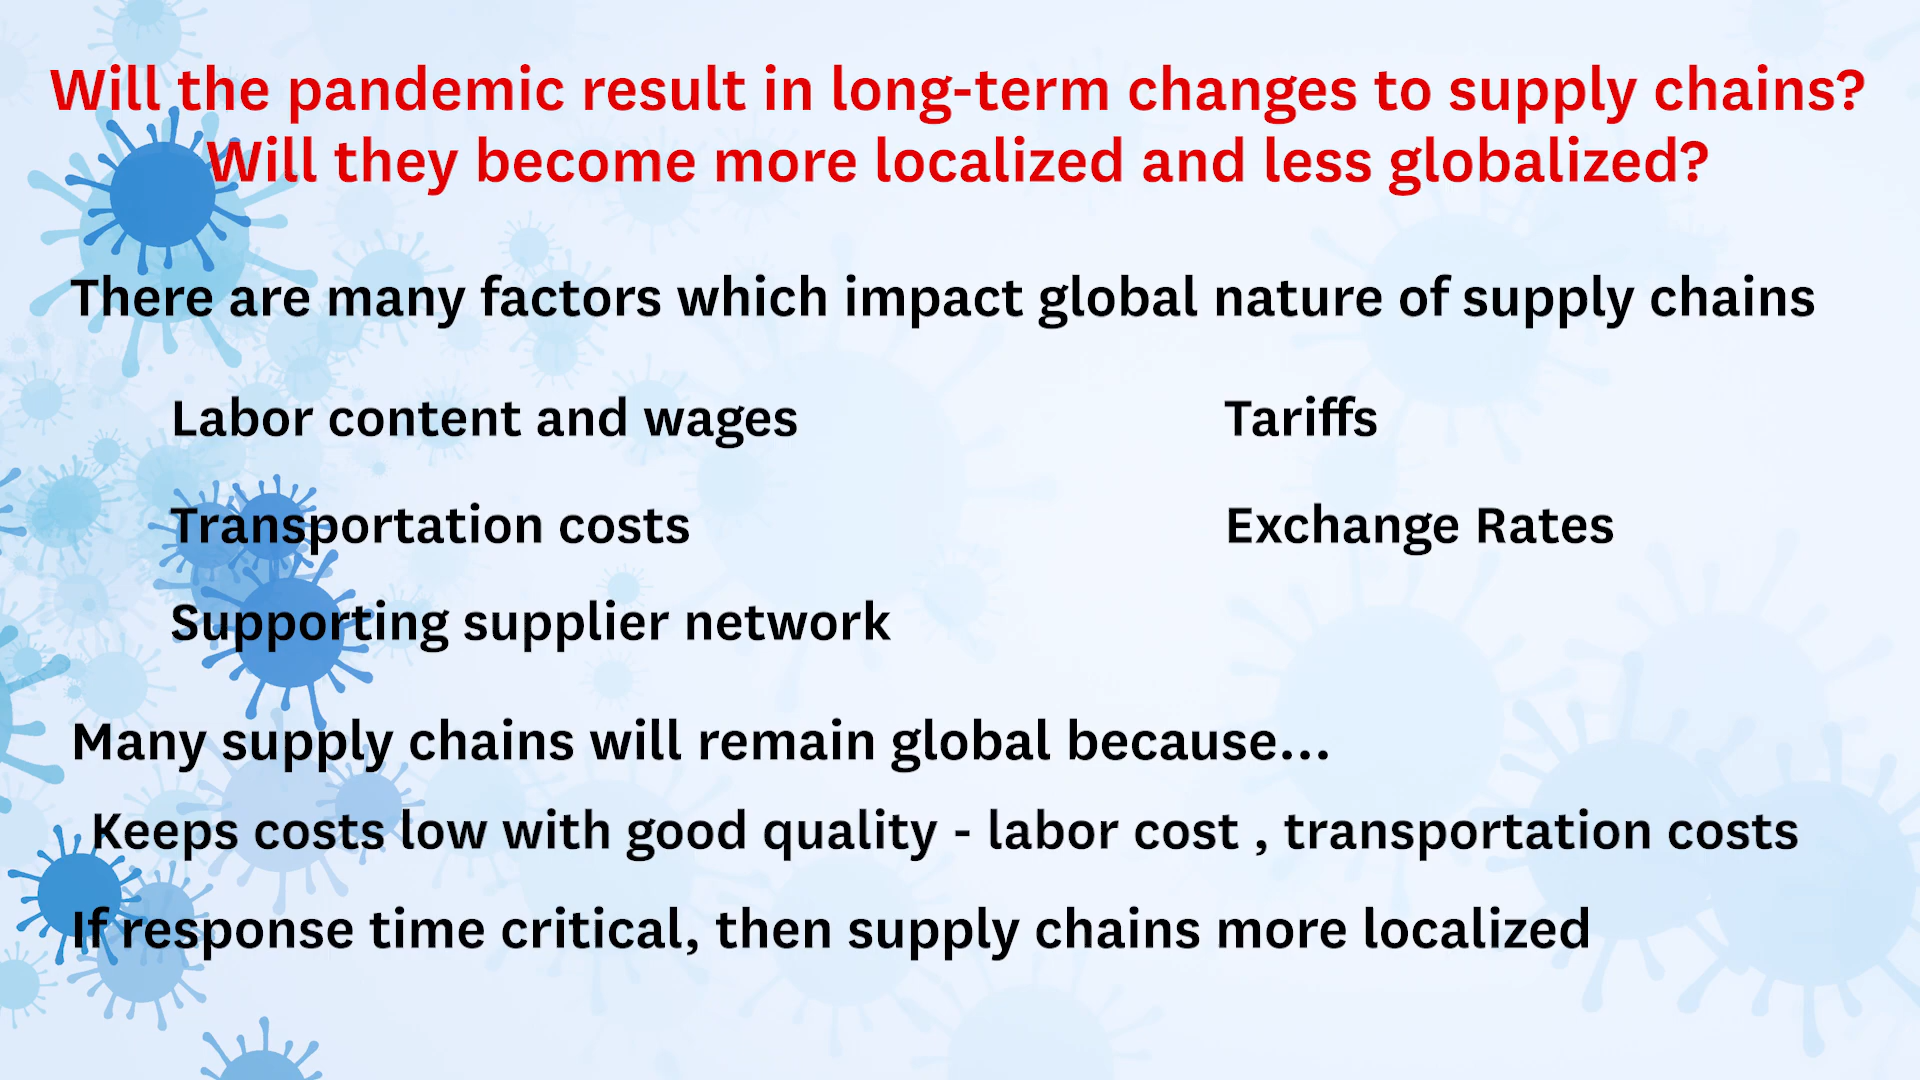 Will the pandemic result in long-term changes to supply chains?
Will they become more localized and less globalized?
There are many factors which impact global nature of supply chains
Labor content and wages
Tariffs
Transportation costs
Exchange Rates
Supporting supplier network
Many supply chains will remain global because...
Keeps costs low with good quality - labor cost , transportation costs
If response time critical, then supply chains more localized